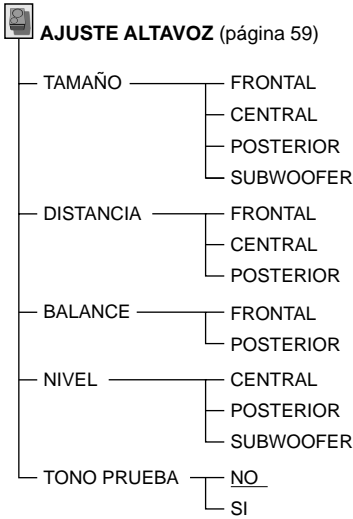 AJUSTE ALTAVOZ (página 59)
TAMAÑO FRONTAL
CENTRAL
POSTERIOR
SUBWOOFER
DISTANCIA FRONTAL
CENTRAL
POSTERIOR
BALANCE FRONTAL
POSTERIOR
NIVEL CENTRAL
POSTERIOR
SUBWOOFER
TONO PRUEBA NO
SI